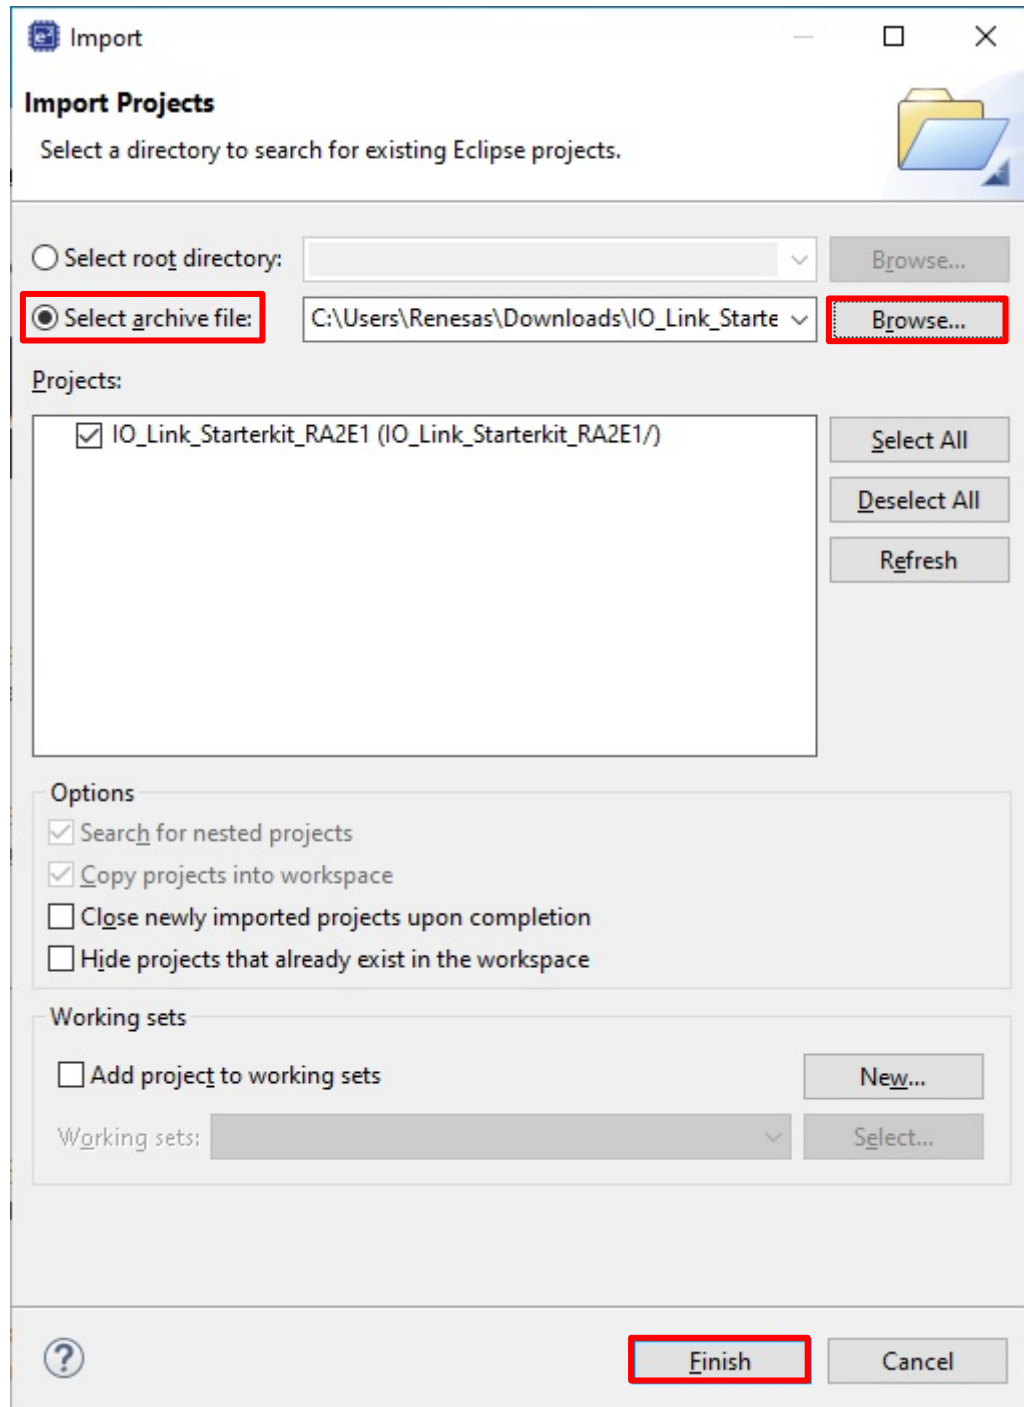 Import
Import Projects
Select a directory to search for existing Eclipse projects.
Select root directory:
Browse...
Select archive file:
C:\Users\Renesas\Downloads\IO_Link_Starte
Browse...
Projects:
IO_Link_Starterkit_RA2E1 (IO_Link_Starterkit_RA2E1/)
Select All
Deselect All
Refresh
Options
Search for nested projects
Copy projects into workspace
Close newly imported projects upon completion
Hide projects that already exist in the workspace
Working sets
Add project to working sets
New...
Working sets:
Select...
?
Finish
Cancel